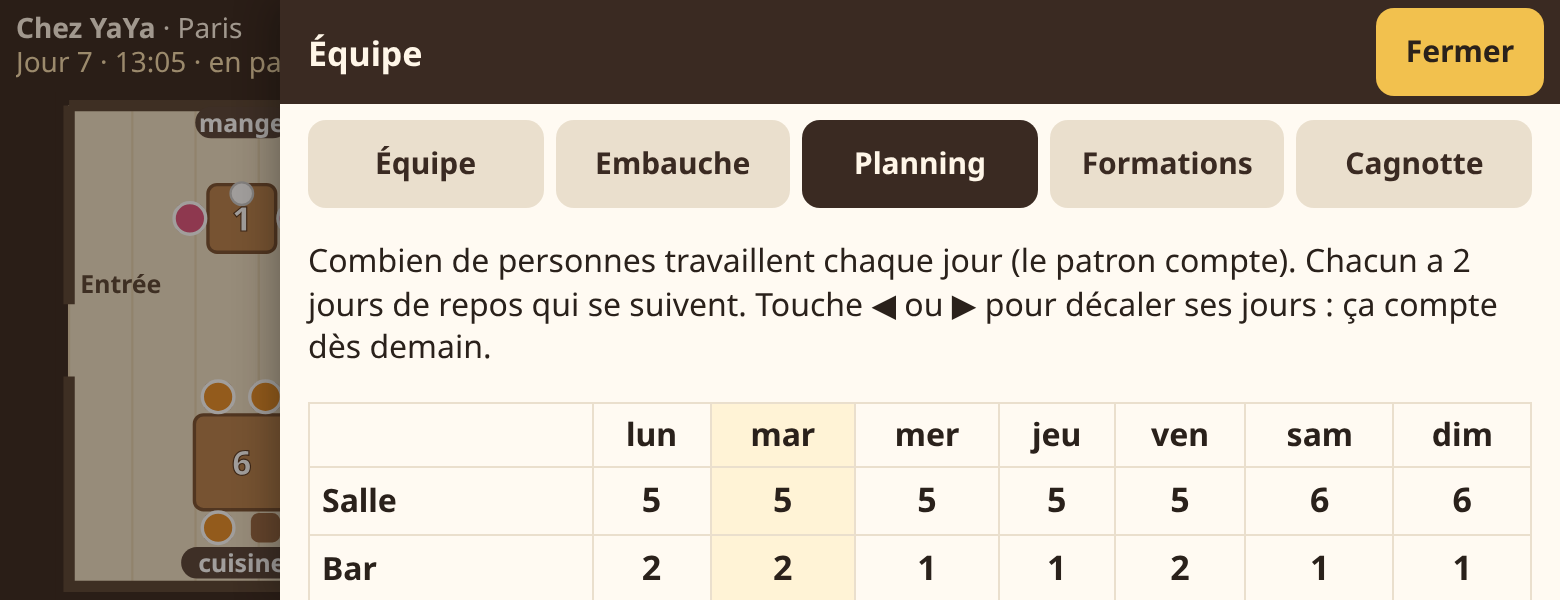 Chez YaYa · Paris
Jour 7 · 13:05 · en pa
Équipe
Fermer
Équipe
Embauche
Planning
Formations
Cagnotte
Combien de personnes travaillent chaque jour (le patron compte). Chacun a 2
jours de repos qui se suivent. Touche ◀ ou ▶ pour décaler ses jours : ça compte
dès demain.
lun mar mer jeu ven sam dim
Salle 5 5 5 5 5 6 6
Bar 2 2 1 1 2 1 1
mange
1
Entrée
6
cuisine